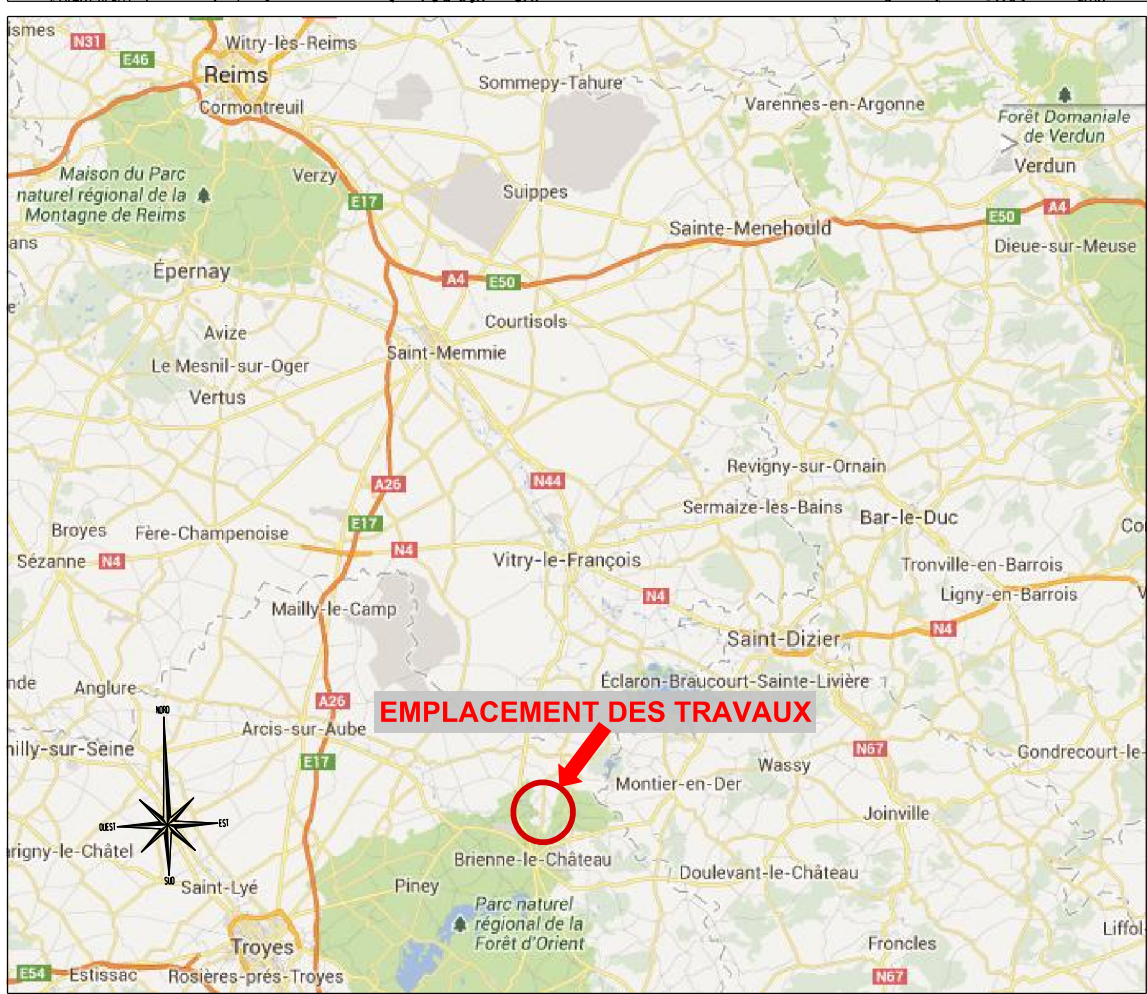 ismes
N31
Witry-lès-Reims
E46
Reims
Sommepy-Tahure
Cormontreuil
Varennes-en-Argonne
Forêt Domaniale
de Verdun
Verdun
Maison du Parc
naturel régional de la
Montagne de Reims
Verzy
Suippes
E17
A4
E50
Sainte-Menehould
ans
Dieue-sur-Meuse
Épernay
A4
E50
Courtisols
Avize
Saint-Memmie
Le Mesnil-sur-Oger
Vertus
Revigny-sur-Ornain
A26
N44
Sermaize-les-Bains
Bar-le-Duc
E17
Broyes
Fère-Champenoise
Co
N4
Sézanne
N4
Vitry-le-François
Tronville-en-Barrois
Ligny-en-Barrois
V
N4
Mailly-le-Camp
N4
Saint-Dizier
nde
Anglure
Éclaron-Braucourt-Sainte-Livière
A26
EMPLACEMENT DES TRAVAUX
NORD
Arcis-sur-Aube
nilly-sur-Seine
N67
Gondrecourt-le-
E17
Wassy
Montier-en-Der
Joinville
OUEST
EST
arigny-le-Châtel
Brienne-le-Château
Doulevant-le-Château
SUD
Saint-Lyé
Piney
Parc naturel
régional de la
Forêt d'Orient
Liffol-
Troyes
Froncles
E54
Estissac
Rosières-prés-Troyes
N67